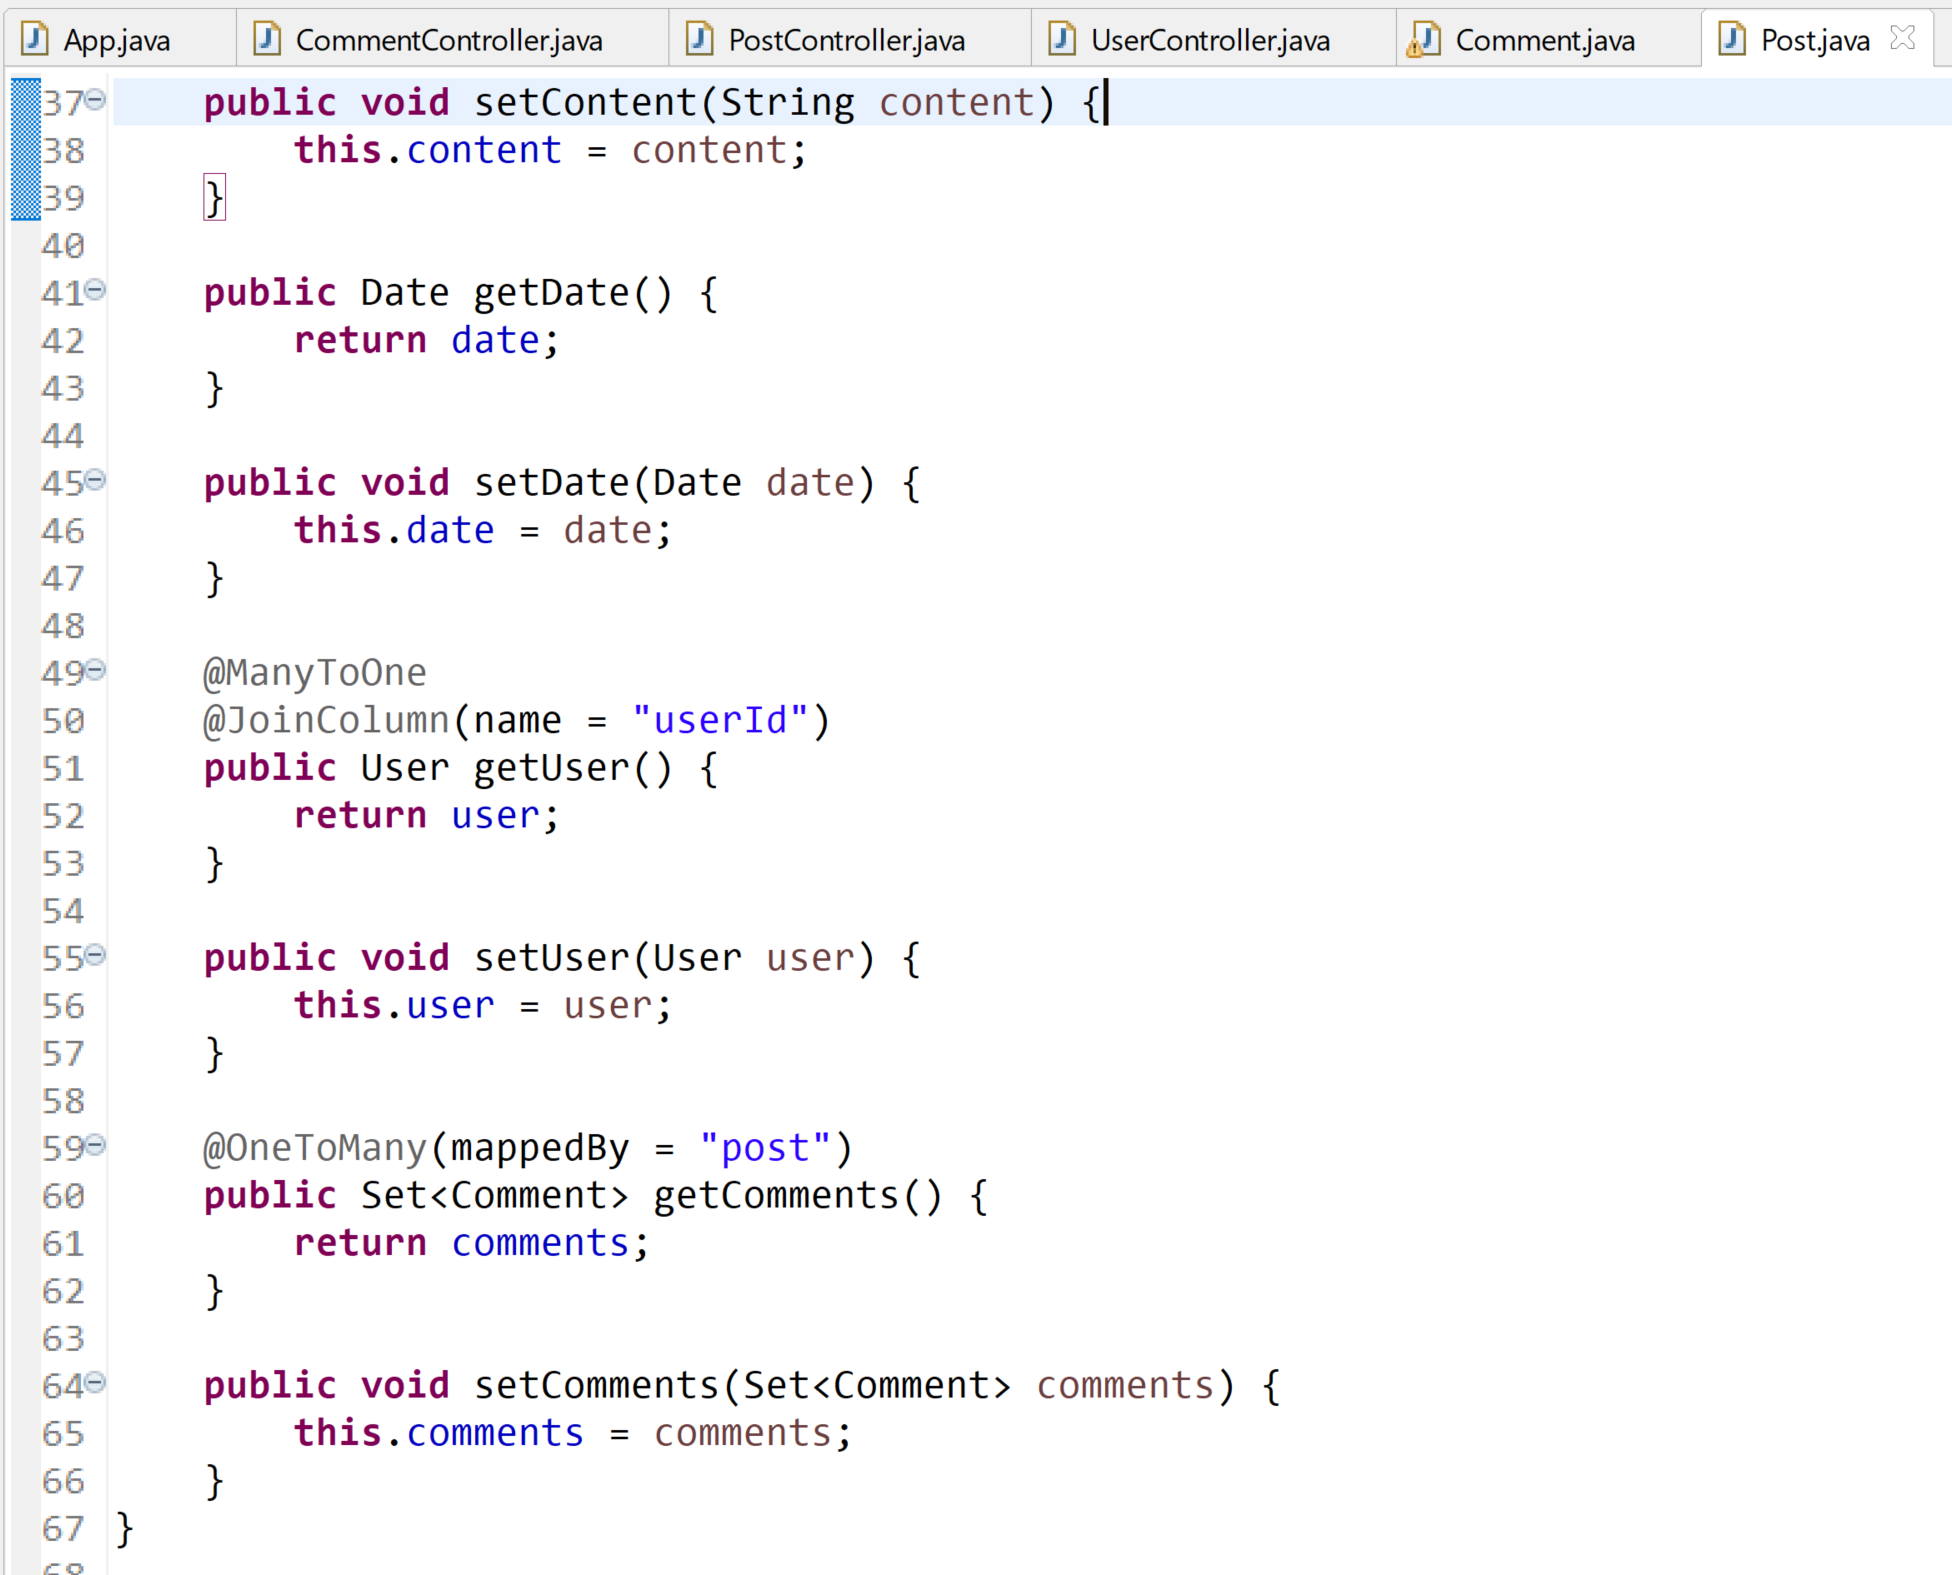 App.java CommentController.java PostController.java UserController.java Comment.java Post.java
37 public void setContent(String content) {
38 this.content = content;
39 }
40
41 public Date getDate() {
42 return date;
43 }
44
45 public void setDate(Date date) {
46 this.date = date;
47 }
48
49 @ManyToOne
50 @JoinColumn(name = "userId")
51 public User getUser() {
52 return user;
53 }
54
55 public void setUser(User user) {
56 this.user = user;
57 }
58
59 @OneToMany(mappedBy = "post")
60 public Set<Comment> getComments() {
61 return comments;
62 }
63
64 public void setComments(Set<Comment> comments) {
65 this.comments = comments;
66 }
67 }
68